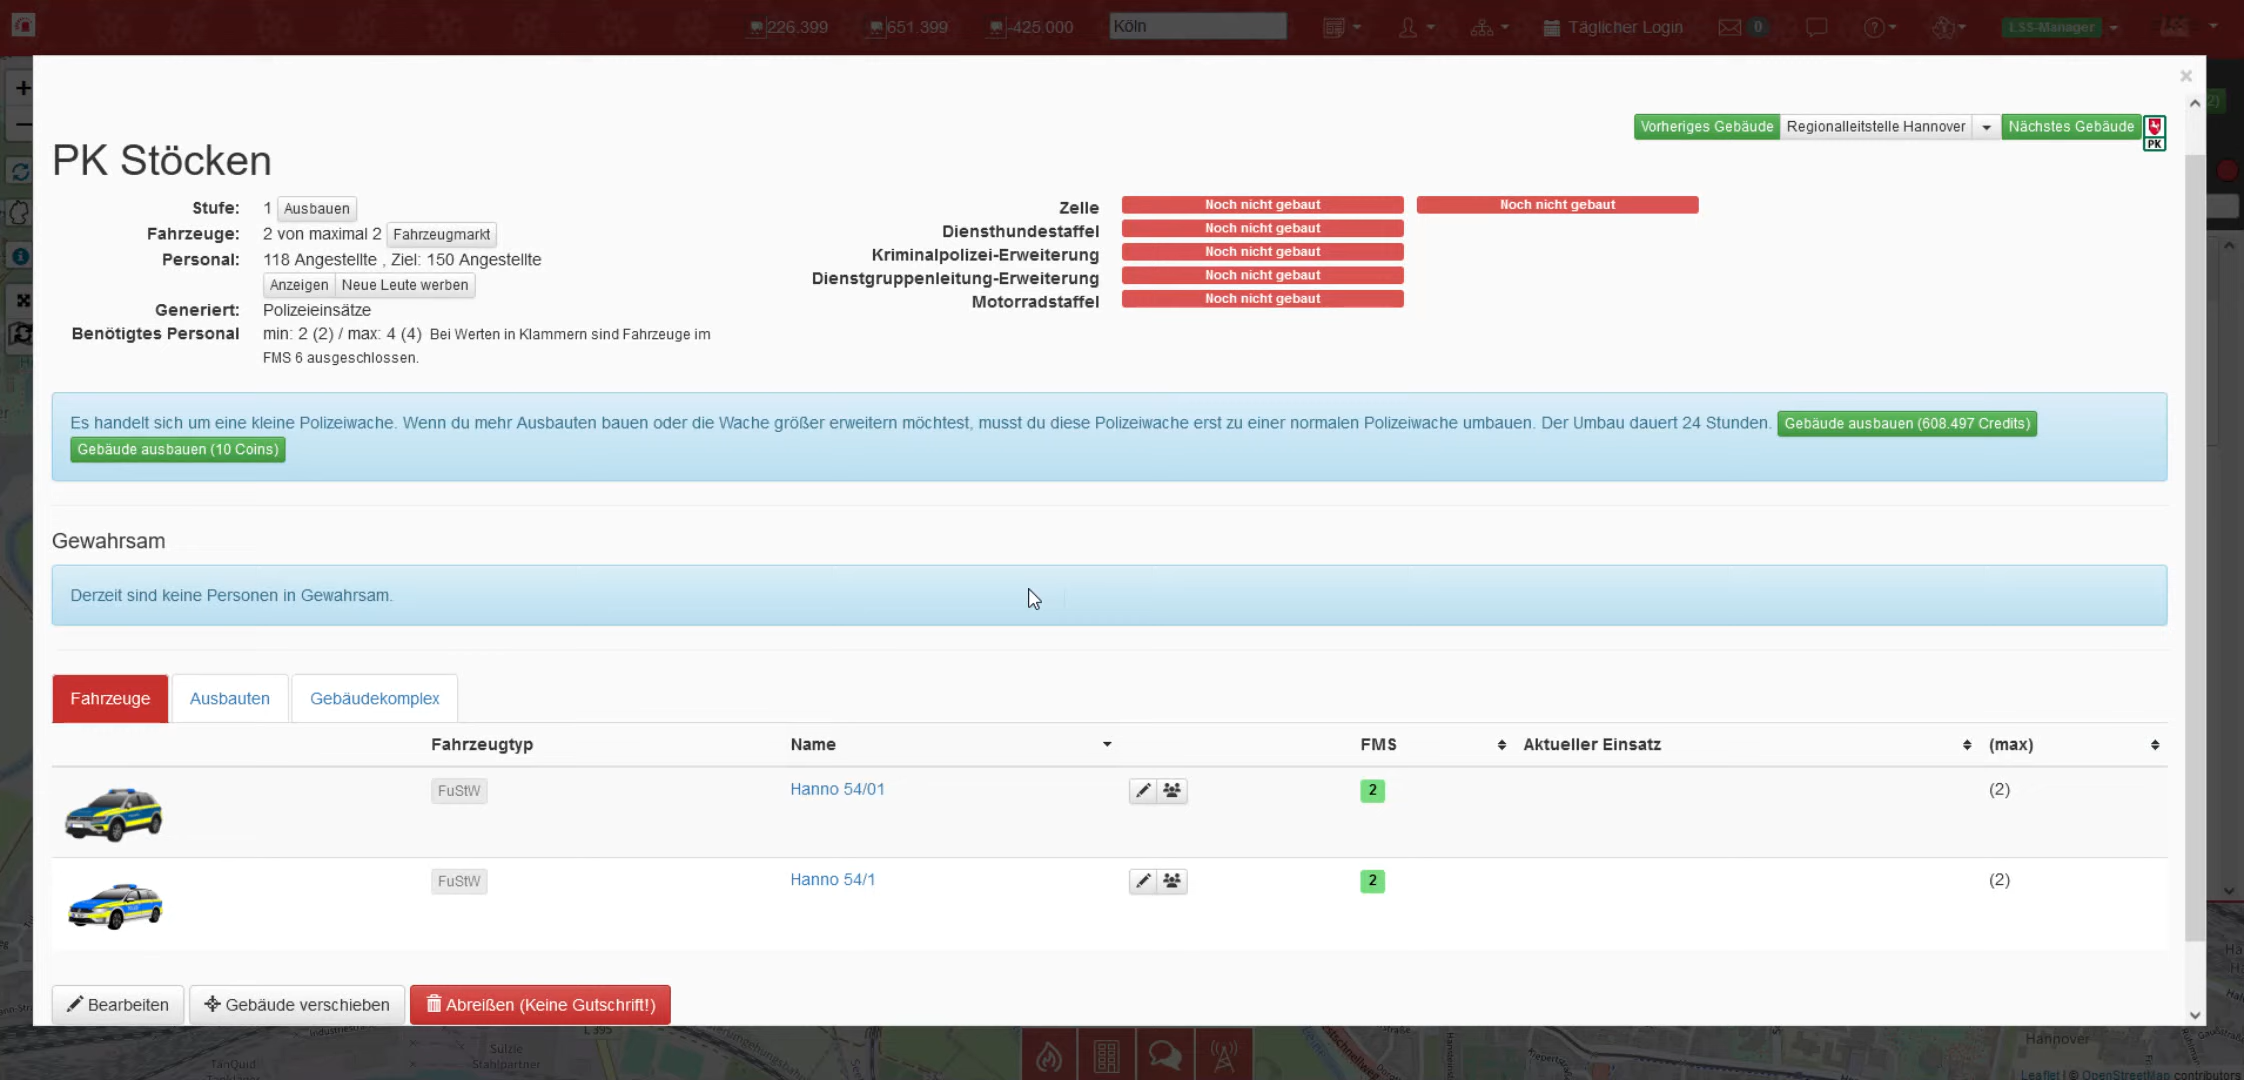 226.399 651.399 -425.000 Köln Täglicher Login 0 LSS-Manager
Vorheriges Gebäude Regionalleitstelle Hannover Nächstes Gebäude
PK
PK Stöcken
Stufe: 1 Ausbauen
Fahrzeuge: 2 von maximal 2 Fahrzeugmarkt
Personal: 118 Angestellte , Ziel: 150 Angestellte
Anzeigen Neue Leute werben
Generiert: Polizeieinsätze
Benötigtes Personal min: 2 (2) / max: 4 (4) Bei Werten in Klammern sind Fahrzeuge im
FMS 6 ausgeschlossen.
Zelle Noch nicht gebaut Noch nicht gebaut
Diensthundestaffel Noch nicht gebaut
Kriminalpolizei-Erweiterung Noch nicht gebaut
Dienstgruppenleitung-Erweiterung Noch nicht gebaut
Motorradstaffel Noch nicht gebaut
Es handelt sich um eine kleine Polizeiwache. Wenn du mehr Ausbauten bauen oder die Wache größer erweitern möchtest, musst du diese Polizeiwache erst zu einer normalen Polizeiwache umbauen. Der Umbau dauert 24 Stunden. Gebäude ausbauen (608.497 Credits)
Gebäude ausbauen (10 Coins)
Gewahrsam
Derzeit sind keine Personen in Gewahrsam.
Fahrzeuge Ausbauten Gebäudekomplex
Fahrzeugtyp Name FMS Aktueller Einsatz (max)
FuStW Hanno 54/01 2 (2)
FuStW Hanno 54/1 2 (2)
Bearbeiten Gebäude verschieben Abreißen (Keine Gutschrift!)
L 395
Sülzle
Stahlpartner
TanQuid
Hannover
Leaflet | © OpenStreetMap contributors